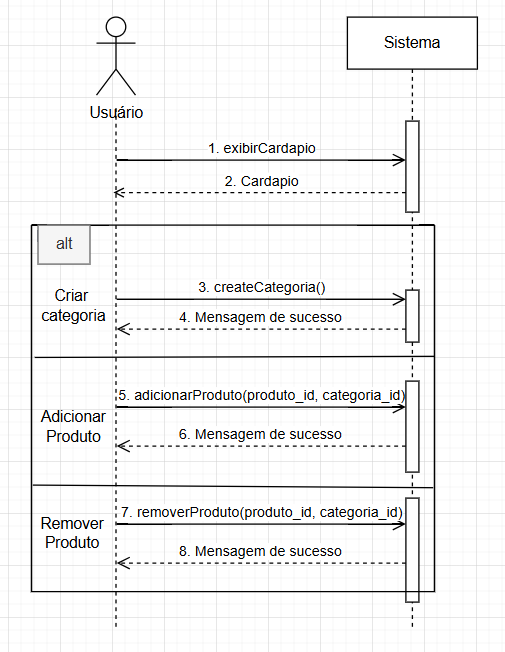 Sistema
Usuário
1. exibirCardapio
2. Cardapio
alt
Criar
categoria
3. createCategoria()
4. Mensagem de sucesso
Adicionar
Produto
5. adicionarProduto(produto_id, categoria_id)
6. Mensagem de sucesso
Remover
Produto
7. removerProduto(produto_id, categoria_id)
8. Mensagem de sucesso